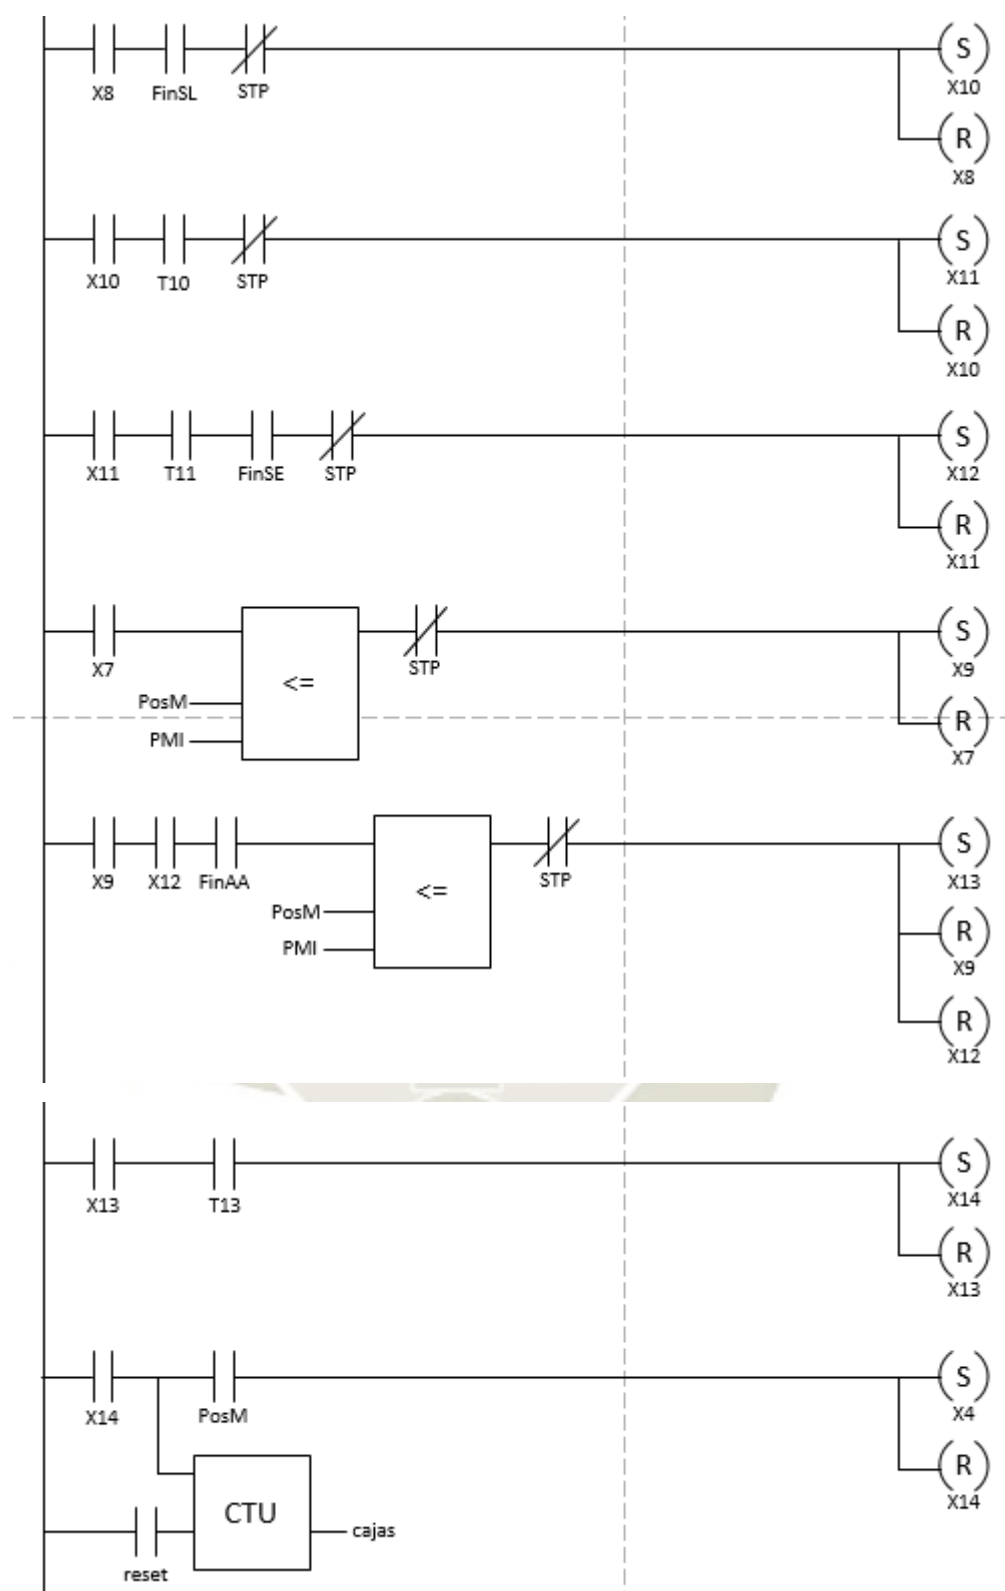 S
X8 FinSL STP X10
R
X8
S
X10 T10 STP X11
R
X10
S
X11 T11 FinSE STP X12
R
X11
S
X7 STP X9
<=
PosM
R
PMI
X7
S
X9 X12 FinAA STP X13
<=
PosM
R
PMI
X9
R
X12
S
X13 T13 X14
R
X13
S
X14 PosM X4
R
X14
CTU
cajas
reset